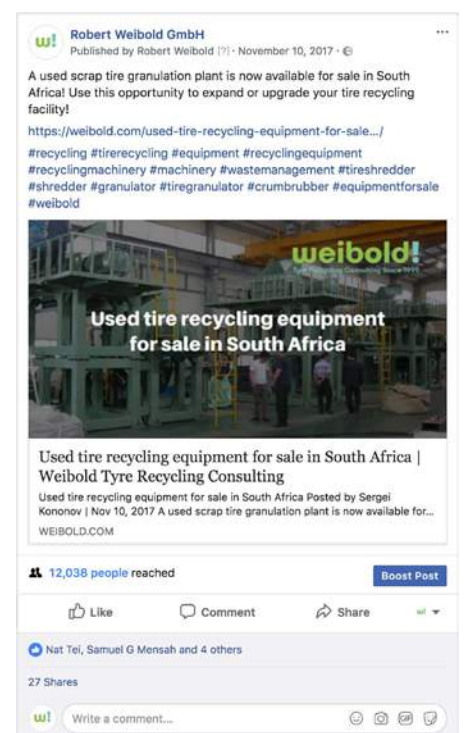 w!
Robert Weibold GmbH
Published by Robert Weibold [?] · November 10, 2017 ·
A used scrap tire granulation plant is now available for sale in South
Africa! Use this opportunity to expand or upgrade your tire recycling
facility!
https://weibold.com/used-tire-recycling-equipment-for-sale.../
#recycling #tirerecycling #equipment #recyclingequipment
#recyclingmachinery #machinery #wastemanagement #tireshredder
#shredder #granulator #tiregranulator #crumbrubber #equipmentforsale
#weibold
weibold!
Tyre Recycling Consulting Since 1999
Used tire recycling equipment
for sale in South Africa
Used tire recycling equipment for sale in South Africa |
Weibold Tyre Recycling Consulting
Used tire recycling equipment for sale in South Africa Posted by Sergei
Kononov | Nov 10, 2017 A used scrap tire granulation plant is now available for...
WEIBOLD.COM
12,038 people reached
Boost Post
Like Comment Share w!
Nat Tei, Samuel G Mensah and 4 others
27 Shares
w! Write a comment... GIF